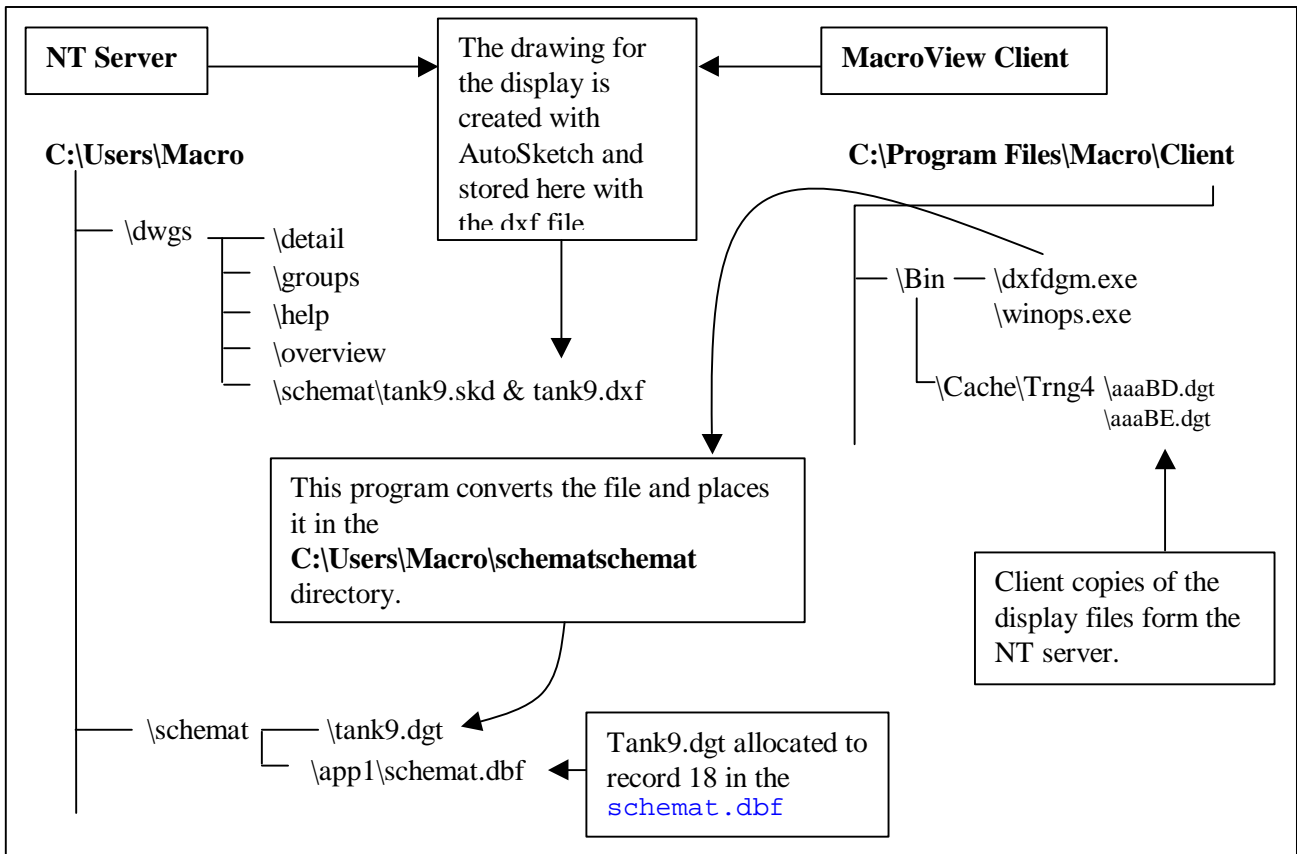 NT Server
The drawing for
the display is
created with
AutoSketch and
stored here with
the dxf file
MacroView Client
C:\Users\Macro
C:\Program Files\Macro\Client
\dwgs
\detail
\groups
\help
\overview
\schemat\tank9.skd & tank9.dxf
\Bin
\dxfdgm.exe
\winops.exe
\Cache\Trng4 \aaaBD.dgt
\aaaBE.dgt
This program converts the file and places
it in the
C:\Users\Macro\schematschemat
directory.
Client copies of the
display files form the
NT server.
\schemat
\tank9.dgt
\app1\schemat.dbf
Tank9.dgt allocated to
record 18 in the
schemat.dbf